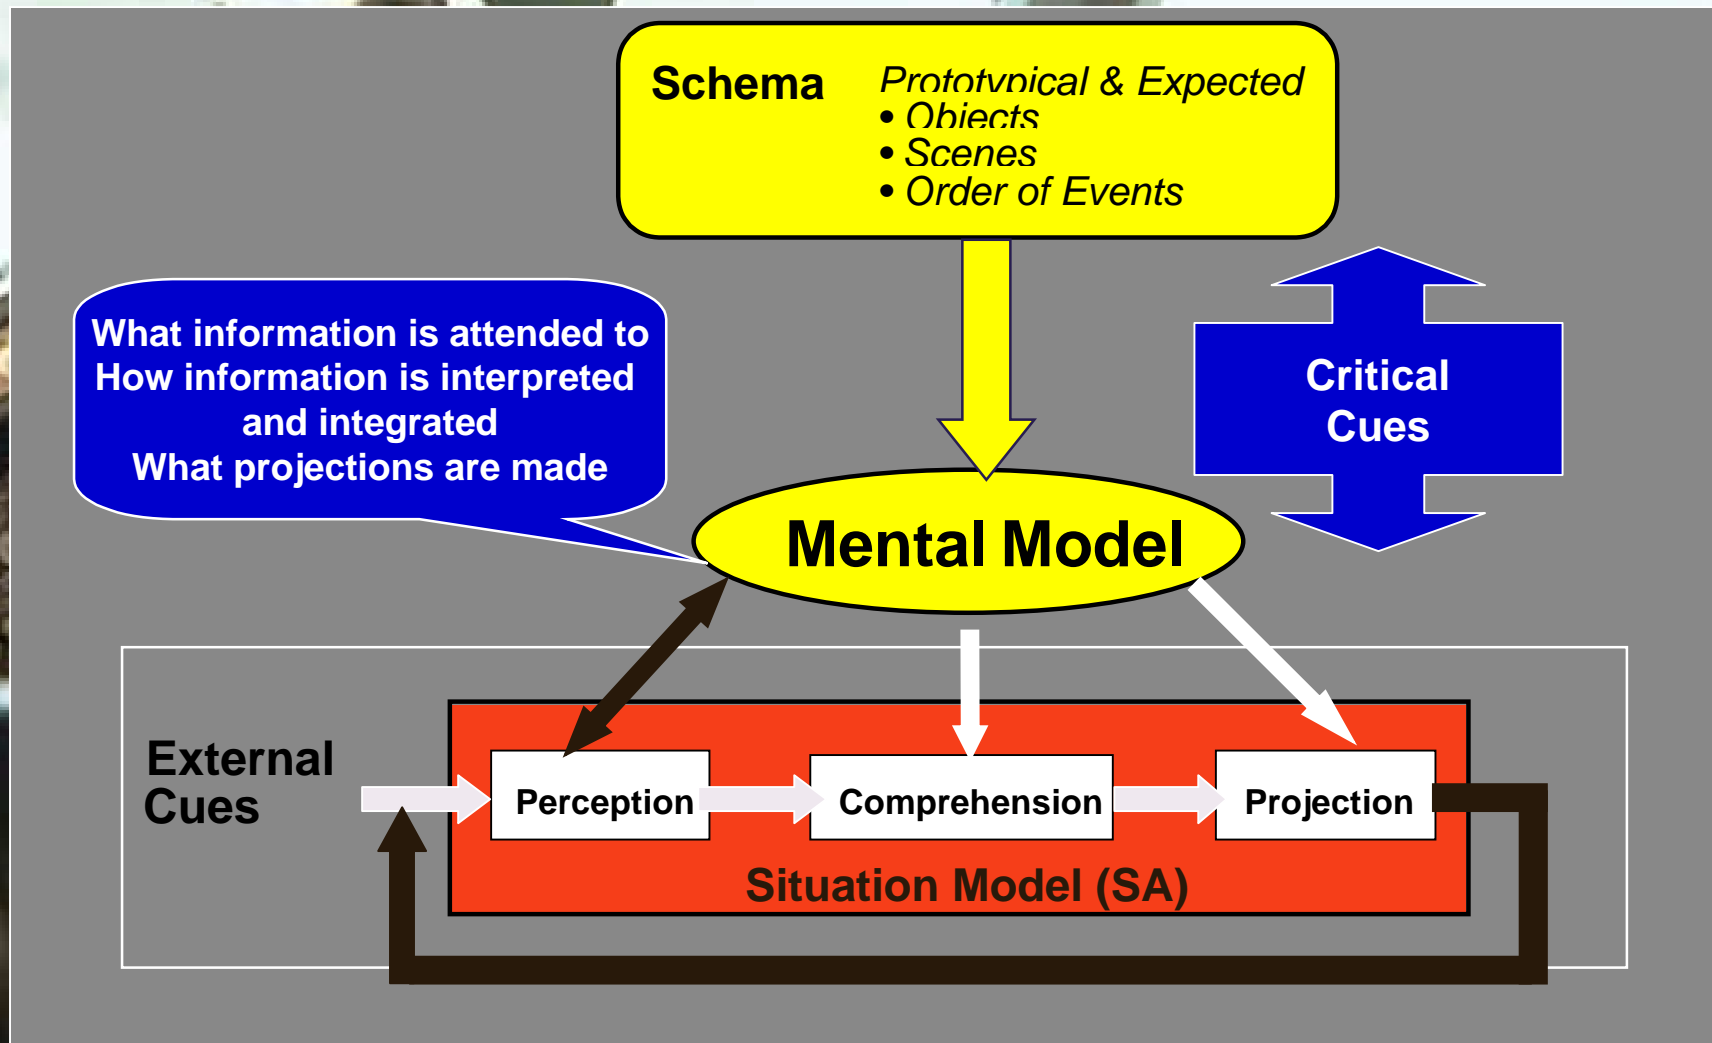 Schema
Prototypical & Expected
• Objects
• Scenes
• Order of Events
What information is attended to
How information is interpreted
and integrated
What projections are made
Critical
Cues
Mental Model
External
Cues
Perception
Comprehension
Projection
Situation Model (SA)